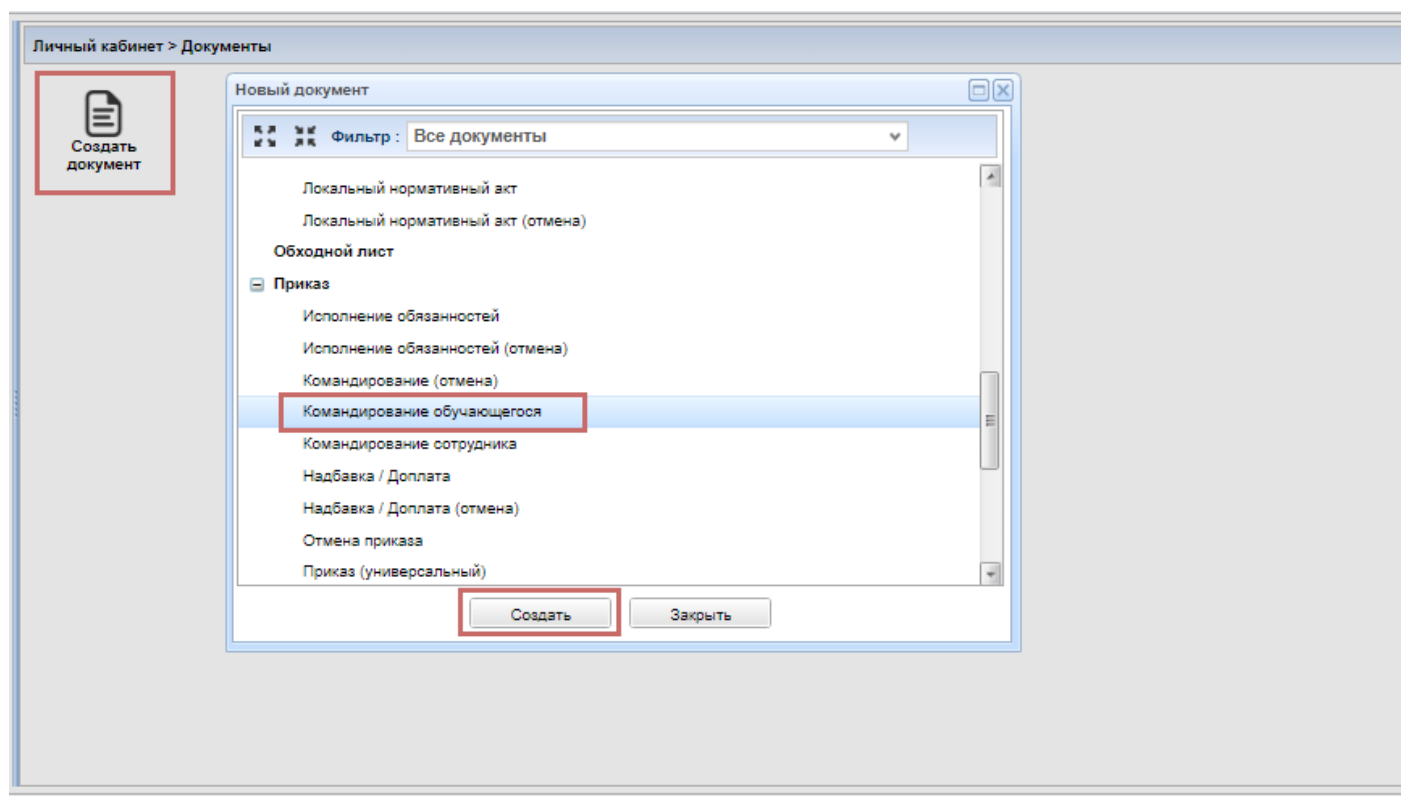 Личный кабинет > Документы
Создать
документ
Новый документ
Фильтр : Все документы
Локальный нормативный акт
Локальный нормативный акт (отмена)
Обходной лист
Приказ
Исполнение обязанностей
Исполнение обязанностей (отмена)
Командирование (отмена)
Командирование обучающегося
Командирование сотрудника
Надбавка / Доплата
Надбавка / Доплата (отмена)
Отмена приказа
Приказ (универсальный)
Создать Закрыть